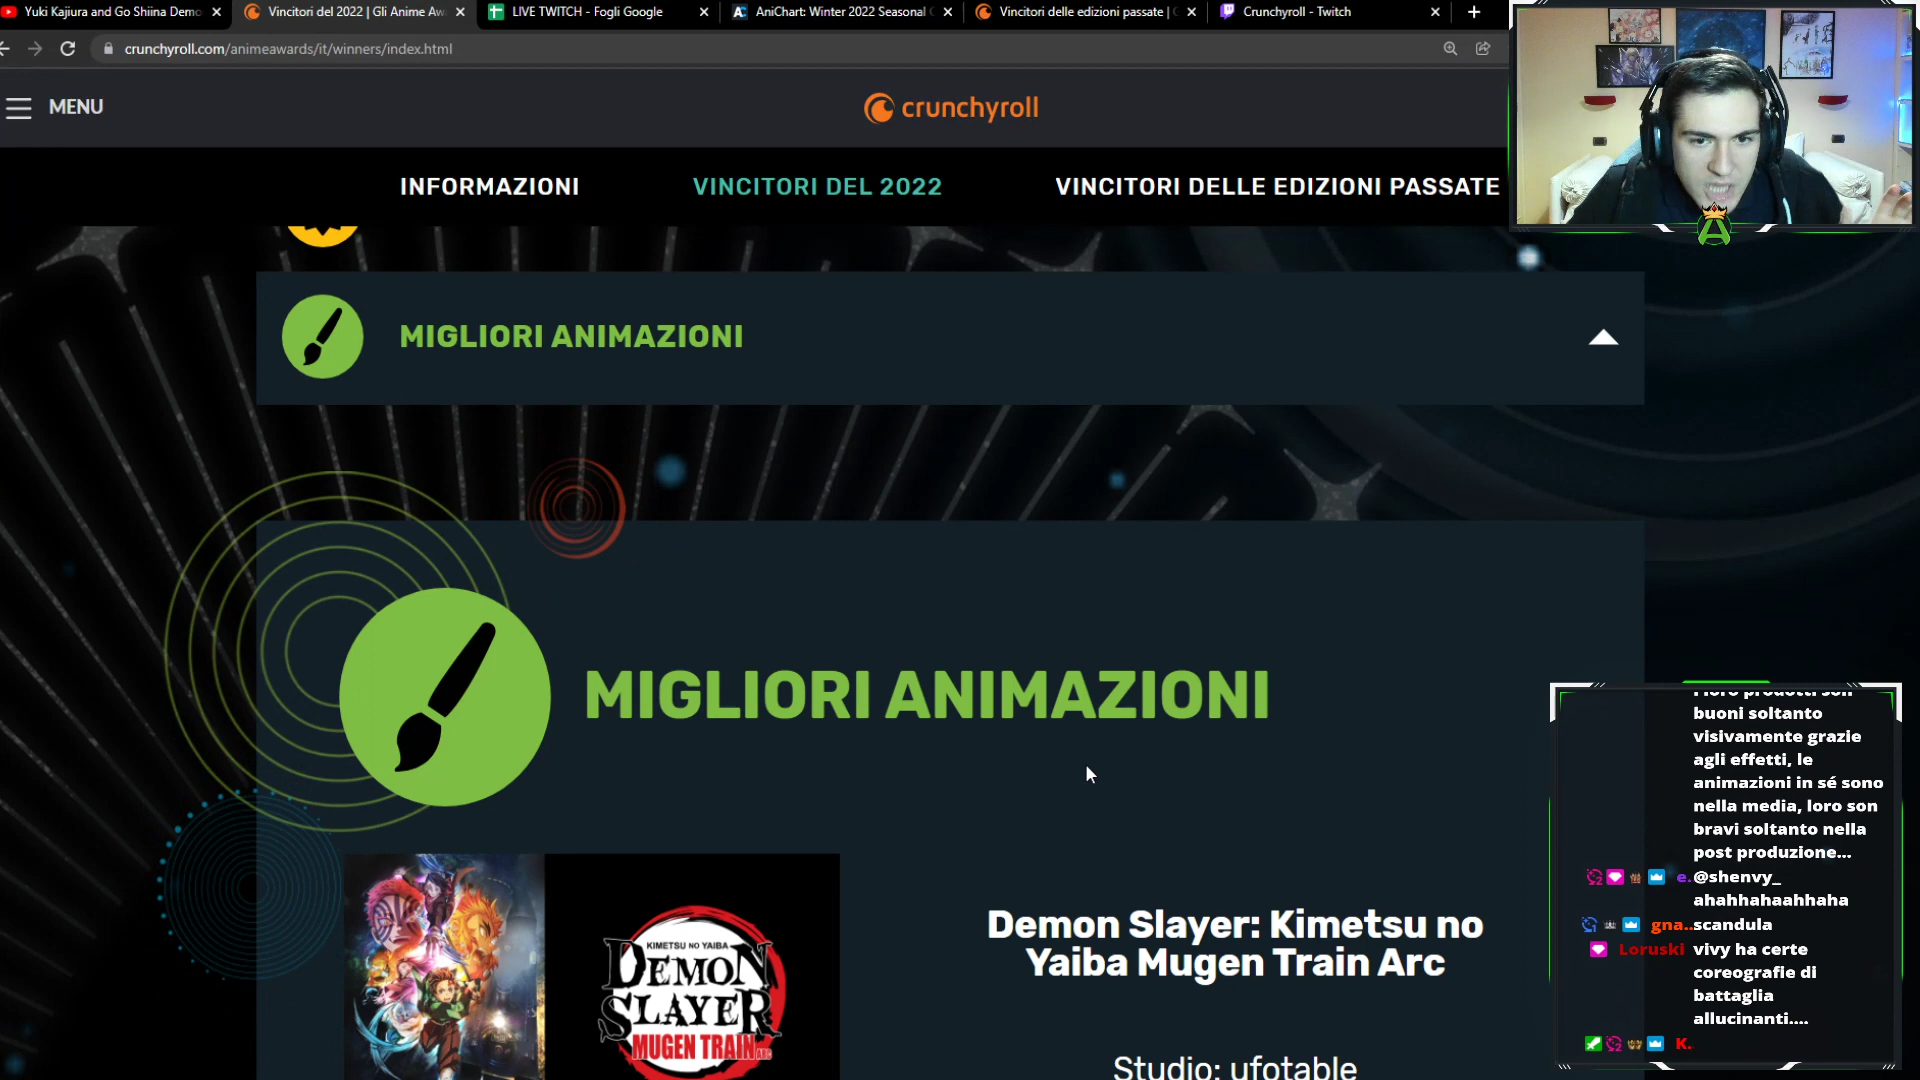 Yuki Kajiura and Go Shiina Demo
Vincitori del 2022 | Gli Anime Aw
LIVE TWITCH - Fogli Google
AniChart: Winter 2022 Seasonal
Vincitori delle edizioni passate |
Crunchyroll - Twitch
crunchyroll.com/animeawards/it/winners/index.html
MENU
crunchyroll
INFORMAZIONI
VINCITORI DEL 2022
VINCITORI DELLE EDIZIONI PASSATE
MIGLIORI ANIMAZIONI
MIGLIORI ANIMAZIONI
KIMETSU NO YAIBA
DEMON
SLAYER
MUGEN TRAIN ARC
Demon Slayer: Kimetsu no
Yaiba Mugen Train Arc
Studio: ufotable
i loro prodotti son
buoni soltanto
visivamente grazie
agli effetti, le
animazioni in sé sono
nella media, loro son
bravi soltanto nella
post produzione...
e. @shenvy_
ahahhahaahhaha
gna.. scandula
Loruski vivy ha certe
coreografie di
battaglia
allucinanti....
K.